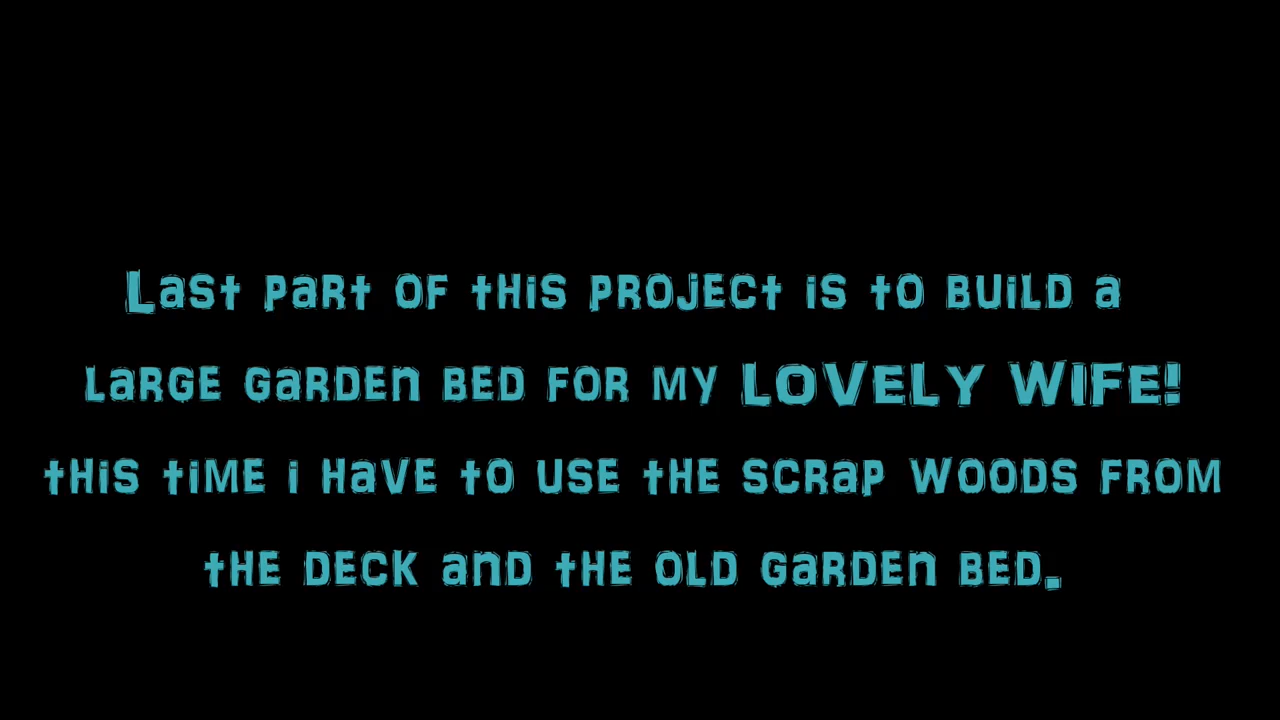 Last part of this project is to build a
large garden bed for my LOVELY WIFE!
this time i have to use the scrap woods from
the deck and the old garden bed.